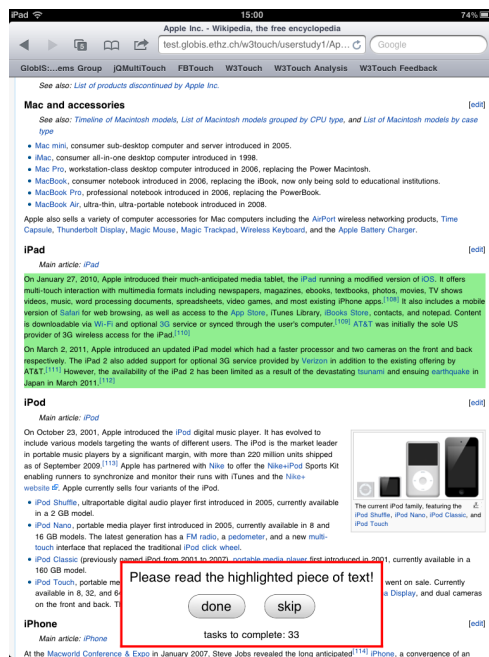 iPad 15:00 74%
Apple Inc. - Wikipedia, the free encyclopedia
test.globis.ethz.ch/w3touch/userstudy1/Ap... Google
GlobIS:...ems Group jQMultiTouch FBTouch W3Touch W3Touch Analysis W3Touch Feedback
See also: List of products discontinued by Apple Inc.
Mac and accessories [edit]
See also: Timeline of Macintosh models, List of Macintosh models grouped by CPU type, and List of Macintosh models by case
type
• Mac mini, consumer sub-desktop computer and server introduced in 2005.
• iMac, consumer all-in-one desktop computer introduced in 1998.
• Mac Pro, workstation-class desktop computer introduced in 2006, replacing the Power Macintosh.
• MacBook, consumer notebook introduced in 2006, replacing the iBook, now only being sold to educational institutions.
• MacBook Pro, professional notebook introduced in 2006, replacing the PowerBook.
• MacBook Air, ultra-thin, ultra-portable notebook introduced in 2008.
Apple also sells a variety of computer accessories for Mac computers including the AirPort wireless networking products, Time
Capsule, Thunderbolt Display, Magic Mouse, Magic Trackpad, Wireless Keyboard, and the Apple Battery Charger.
iPad [edit]
Main article: iPad
On January 27, 2010, Apple introduced their much-anticipated media tablet, the iPad running a modified version of iOS. It offers
multi-touch interaction with multimedia formats including newspapers, magazines, ebooks, textbooks, photos, movies, TV shows
videos, music, word processing documents, spreadsheets, video games, and most existing iPhone apps.[108] It also includes a mobile
version of Safari for web browsing, as well as access to the App Store, iTunes Library, iBooks Store, contacts, and notepad. Content
is downloadable via Wi-Fi and optional 3G service or synced through the user's computer.[109] AT&T was initially the sole US
provider of 3G wireless access for the iPad.[110]
On March 2, 2011, Apple introduced an updated iPad model which had a faster processor and two cameras on the front and back
respectively. The iPad 2 also added support for optional 3G service provided by Verizon in addition to the existing offering by
AT&T.[111] However, the availability of the iPad 2 has been limited as a result of the devastating tsunami and ensuing earthquake in
Japan in March 2011.[112]
iPod [edit]
Main article: iPod
On October 23, 2001, Apple introduced the iPod digital music player. It has evolved to
include various models targeting the wants of different users. The iPod is the market leader
in portable music players by a significant margin, with more than 220 million units shipped
as of September 2009.[113] Apple has partnered with Nike to offer the Nike+iPod Sports Kit
enabling runners to synchronize and monitor their runs with iTunes and the Nike+
website. Apple currently sells four variants of the iPod.
The current iPod family, featuring the
iPod Shuffle, iPod Nano, iPod Classic, and
iPod Touch
• iPod Shuffle, ultraportable digital audio player first introduced in 2005, currently available
in a 2 GB model.
• iPod Nano, portable media player first introduced in 2005, currently available in 8 and
16 GB models. The latest generation has a FM radio, a pedometer, and a new multi-
touch interface that replaced the traditional iPod click wheel.
• iPod Classic (previously named iPod from 2001 to 2007), portable media player first introduced in 2001, currently available in a
160 GB model.
• iPod Touch, portable me went on sale. Currently
available in 8, 32, and 6 a Display, and dual cameras
on the front and back. T
Please read the highlighted piece of text!
done skip
tasks to complete: 33
iPhone [edit]
Main article: iPhone
At the Macworld Conference & Expo in January 2007, Steve Jobs revealed the long anticipated[114] iPhone, a convergence of an